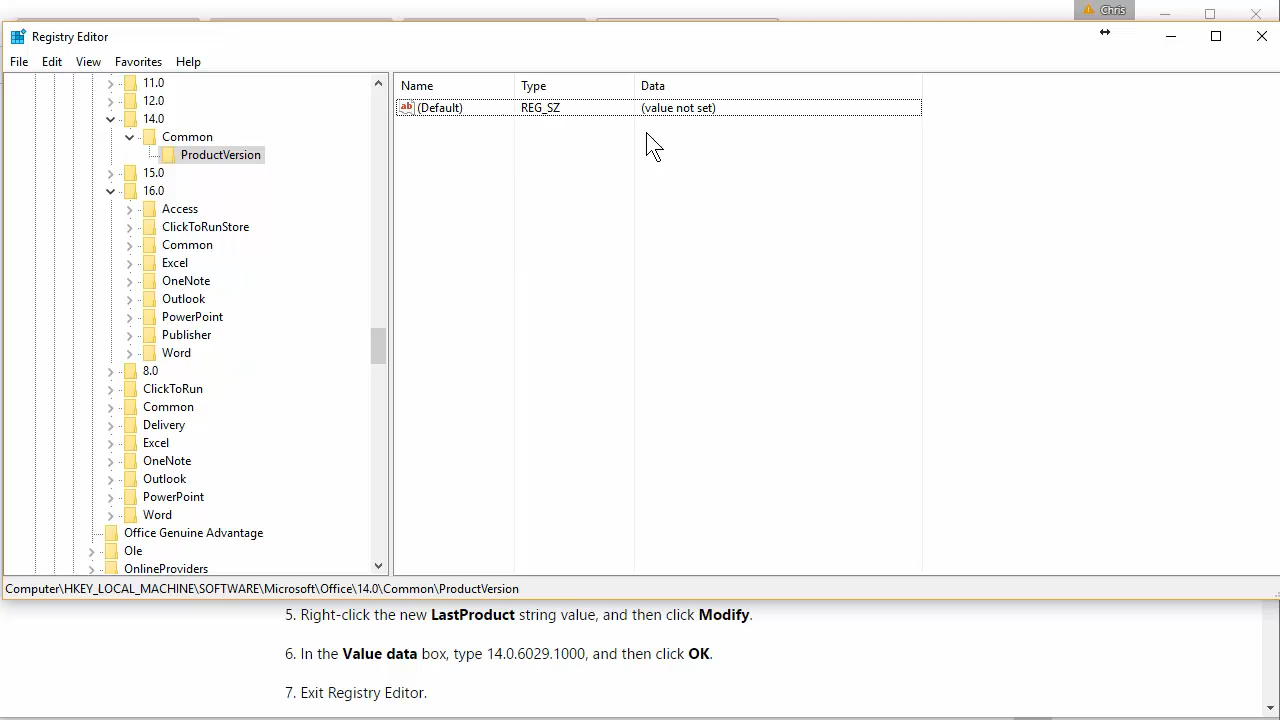 Chris
Registry Editor
File Edit View Favorites Help
11.0
12.0
14.0
Common
ProductVersion
15.0
16.0
Access
ClickToRunStore
Common
Excel
OneNote
Outlook
PowerPoint
Publisher
Word
8.0
ClickToRun
Common
Delivery
Excel
OneNote
Outlook
PowerPoint
Word
Office Genuine Advantage
Ole
OnlineProviders
Name Type Data
ab (Default) REG_SZ (value not set)
Computer\HKEY_LOCAL_MACHINE\SOFTWARE\Microsoft\Office\14.0\Common\ProductVersion
5. Right-click the new LastProduct string value, and then click Modify.
6. In the Value data box, type 14.0.6029.1000, and then click OK.
7. Exit Registry Editor.